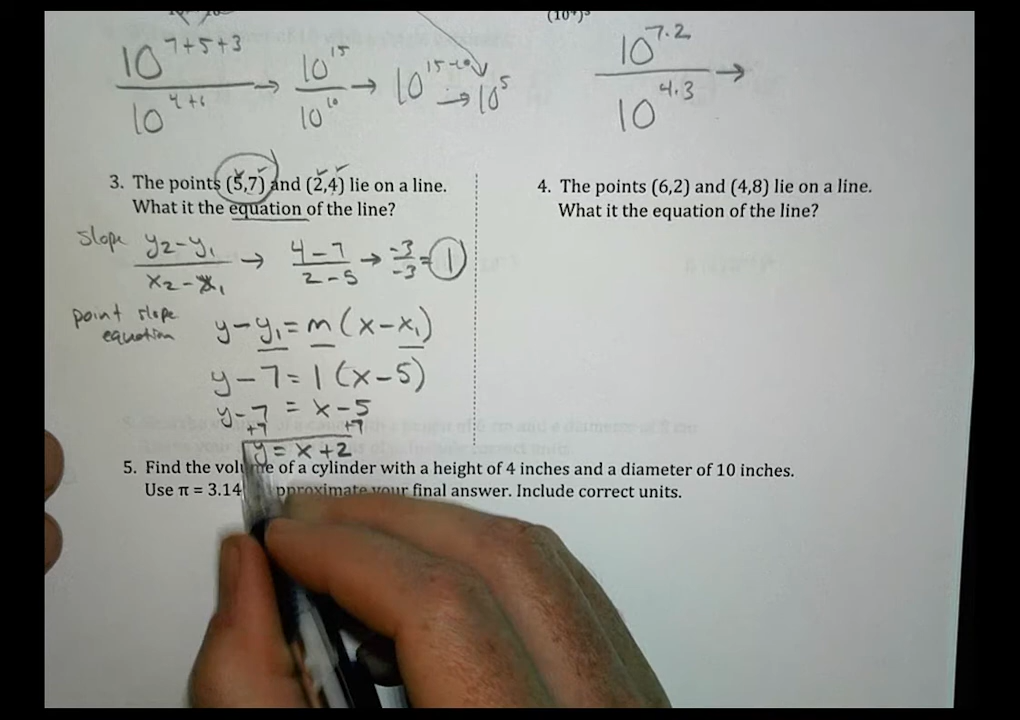 (10⁴)³
10^7+5+3 / 10^4+6 → 10^15 / 10^10 → 10^15-10 → 10^5
10^7·2 / 10^4·3 →
3. The points (5,7) and (2,4) lie on a line.
What it the equation of the line?
slope y₂-y₁ / x₂-x₁ → 4-7 / 2-5 → -3/-3 = 1
point slope
equation
y-y₁ = m(x-x₁)
y-7 = 1(x-5)
y-7 = x-5
+7 +7
y = x+2
4. The points (6,2) and (4,8) lie on a line.
What it the equation of the line?
5. Find the volume of a cylinder with a height of 4 inches and a diameter of 10 inches.
Use π = 3.14 pproximate your final answer. Include correct units.